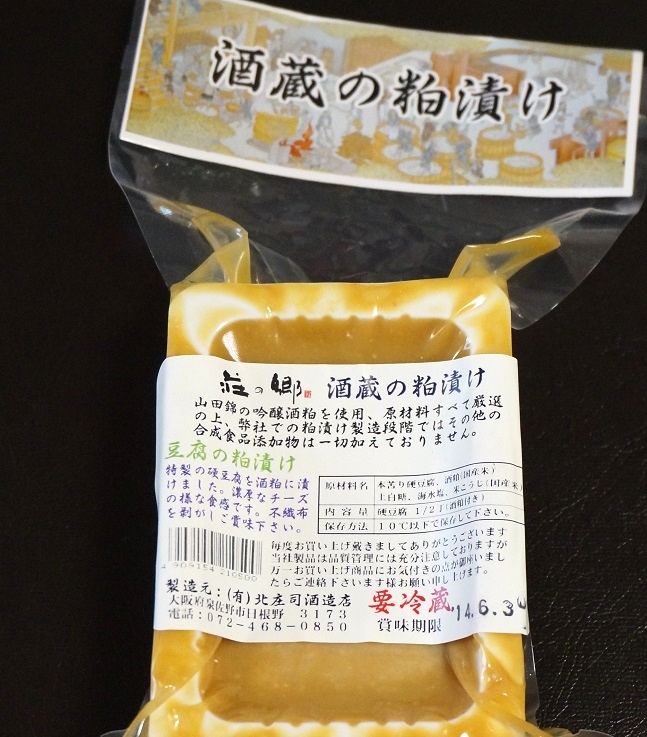 酒蔵の粕漬け
荘の郷 酒蔵の粕漬け
山田錦の吟醸酒粕を使用、原材料すべて厳選
の上、弊社での粕漬け製造段階ではその他の
合成食品添加物は一切加えておりません。
豆腐の粕漬け
特製の硬豆腐を酒粕に漬
けました。濃厚なチーズ
の様な食感です。不織布
を剥がしご賞味下さい。
原材料名 本苦り硬豆腐、酒粕(国産米)
上白糖、海水塩、米こうじ(国産米)
内容量 硬豆腐 1/2丁(酒粕付き)
保存方法 10℃以下で保存して下さい。
4909154210500
毎度お買い上げ戴きましてありがとうございます
当社製品は品質管理には充分注意しておりますが
万一お買い上げ商品にお気付きの点が御座いまし
たらご連絡下さいます様お願い申し上げます。
製造元:(有)北庄司酒造店
大阪府泉佐野市日根野 3173
電話:072-468-0850
要冷蔵
賞味期限
14.6.3